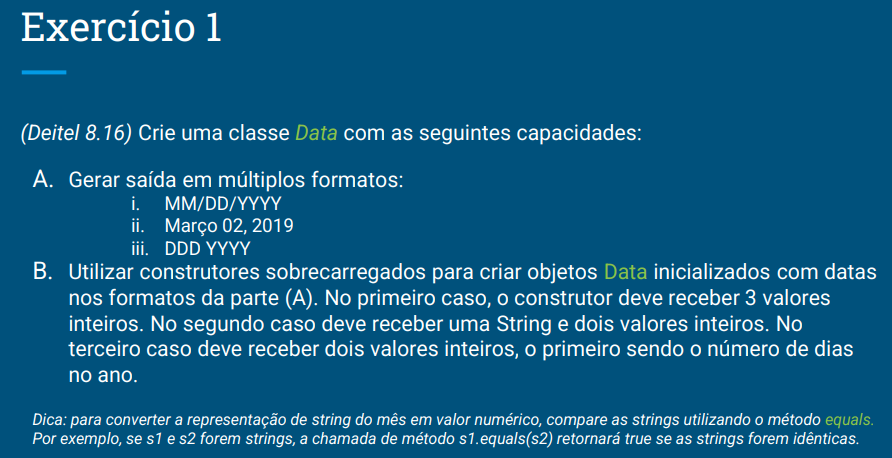 Exercício 1
(Deitel 8.16) Crie uma classe Data com as seguintes capacidades:
A. Gerar saída em múltiplos formatos:
i. MM/DD/YYYY
ii. Março 02, 2019
iii. DDD YYYY
B. Utilizar construtores sobrecarregados para criar objetos Data inicializados com datas
nos formatos da parte (A). No primeiro caso, o construtor deve receber 3 valores
inteiros. No segundo caso deve receber uma String e dois valores inteiros. No
terceiro caso deve receber dois valores inteiros, o primeiro sendo o número de dias
no ano.
Dica: para converter a representação de string do mês em valor numérico, compare as strings utilizando o método equals.
Por exemplo, se s1 e s2 forem strings, a chamada de método s1.equals(s2) retornará true se as strings forem idênticas.